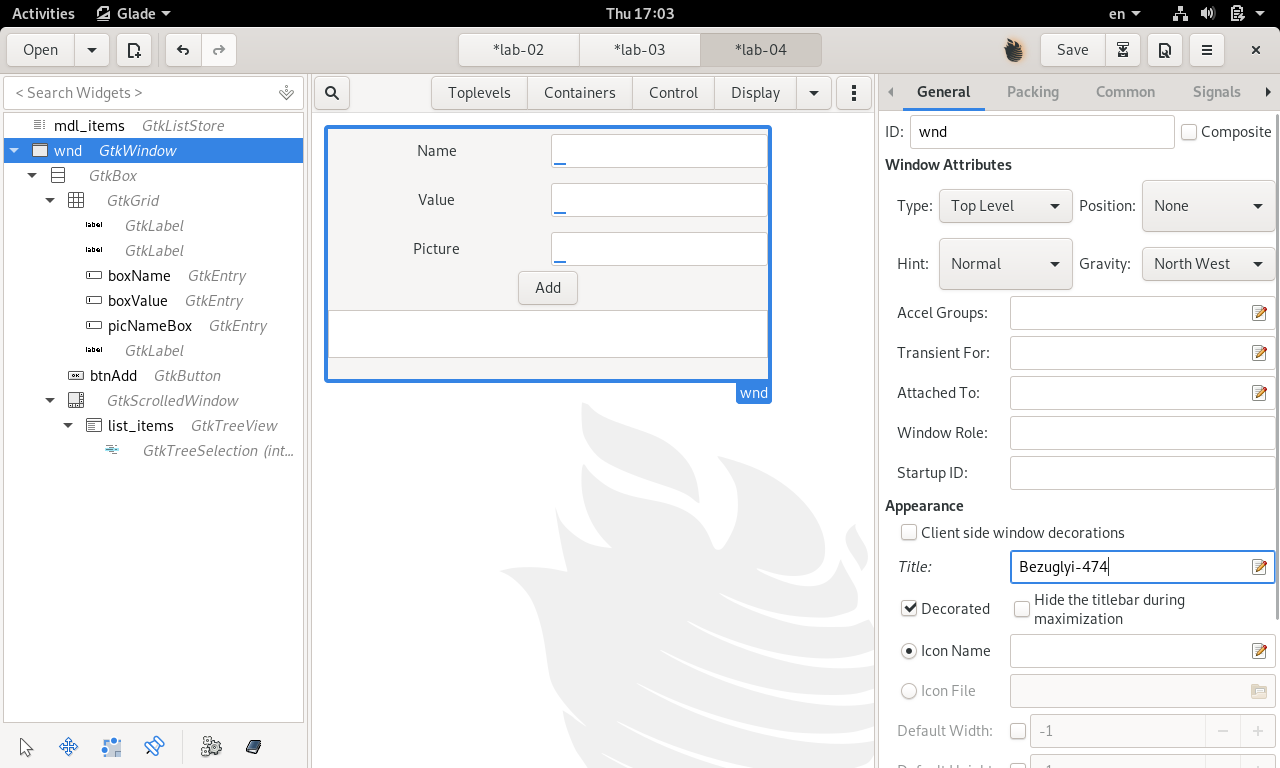 Activities Glade Thu 17:03 en
Open *lab-02 *lab-03 *lab-04 Save
< Search Widgets > Toplevels Containers Control Display General Packing Common Signals
mdl_items GtkListStore
wnd GtkWindow
GtkBox
GtkGrid
label GtkLabel
label GtkLabel
boxName GtkEntry
boxValue GtkEntry
picNameBox GtkEntry
label GtkLabel
OK btnAdd GtkButton
GtkScrolledWindow
list_items GtkTreeView
GtkTreeSelection (int...
Name
Value
Picture
Add
wnd
ID: wnd Composite
Window Attributes
Type: Top Level Position: None
Hint: Normal Gravity: North West
Accel Groups:
Transient For:
Attached To:
Window Role:
Startup ID:
Appearance
Client side window decorations
Title: Bezuglyi-474
Decorated Hide the titlebar during
maximization
Icon Name
Icon File
Default Width: -1